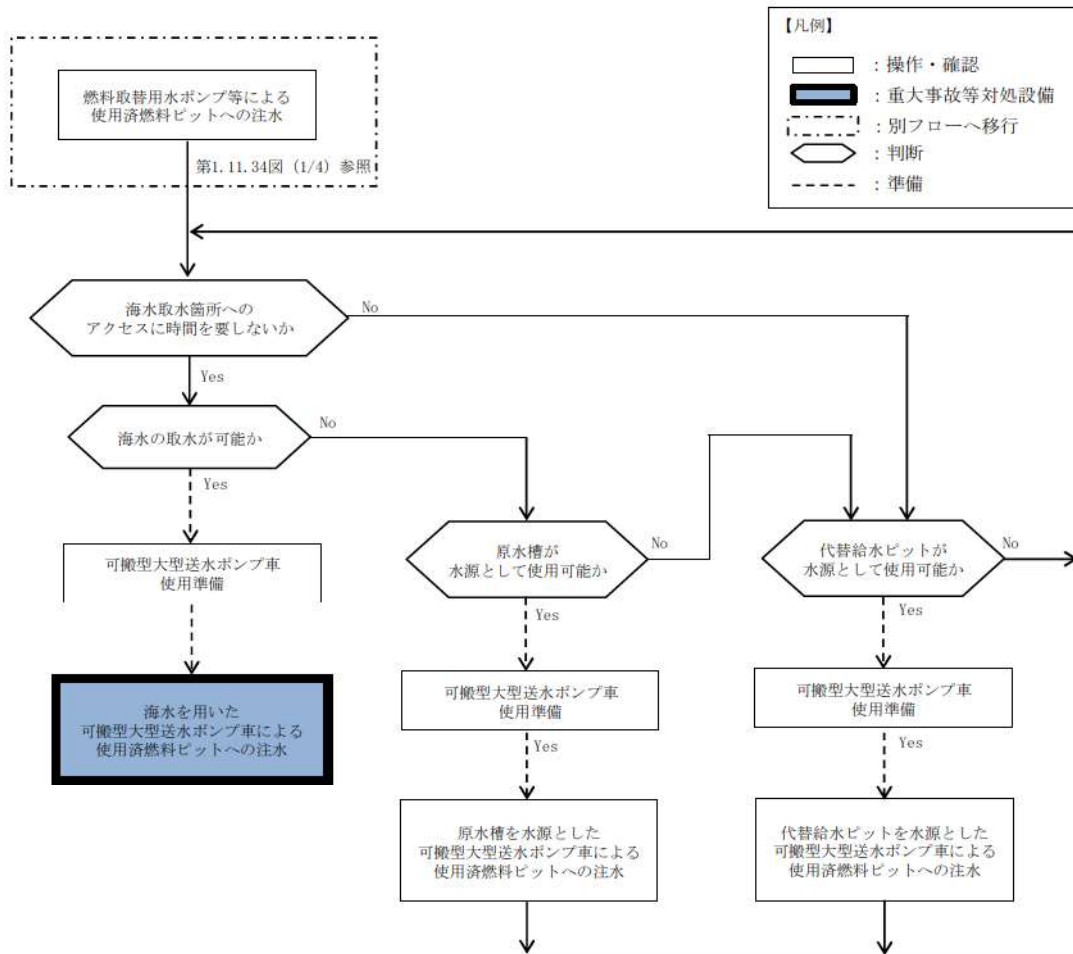 【凡例】
：操作・確認
：重大事故等対処設備
：別フローへ移行
：判断
：準備
燃料取替用水ポンプ等による
使用済燃料ピットへの注水
第1.11.34図 (1/4) 参照
海水取水箇所への
アクセスに時間を要しないか
No
Yes
海水の取水が可能か
No
Yes
原水槽が
水源として使用可能か
No
代替給水ピットが
水源として使用可能か
No
可搬型大型送水ポンプ車
使用準備
Yes
Yes
可搬型大型送水ポンプ車
使用準備
可搬型大型送水ポンプ車
使用準備
海水を用いた
可搬型大型送水ポンプ車による
使用済燃料ピットへの注水
Yes
Yes
原水槽を水源とした
可搬型大型送水ポンプ車による
使用済燃料ピットへの注水
代替給水ピットを水源とした
可搬型大型送水ポンプ車による
使用済燃料ピットへの注水